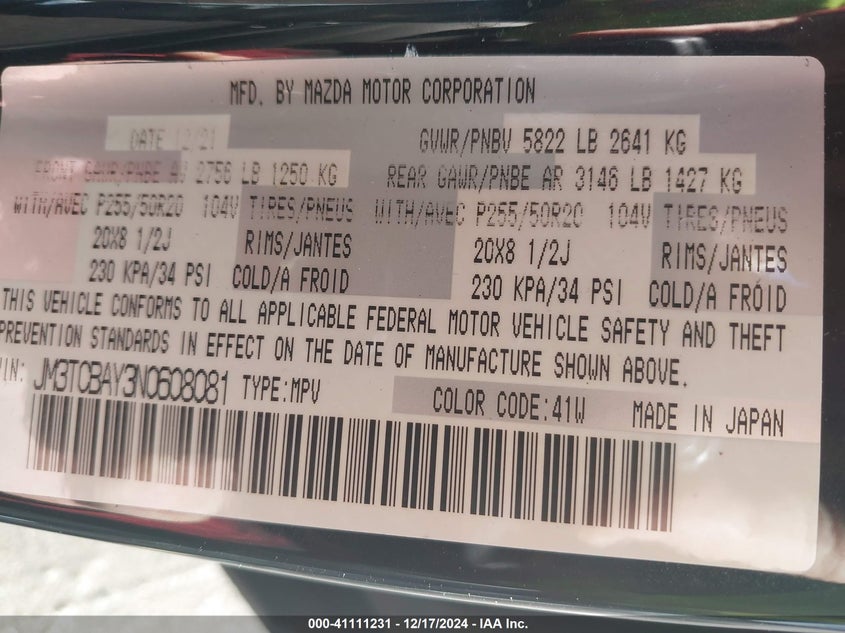 MFD. BY MAZDA MOTOR CORPORATION
DATE 12/21 GVWR/PNBV 5822 LB 2641 KG
FRONT GAWR/PNBE AV 2756 LB 1250 KG REAR GAWR/PNBE AR 3146 LB 1427 KG
WITH/AVEC P255/50R20 104V TIRES/PNEUS WITH/AVEC P255/50R20 104V TIRES/PNEUS
20X8 1/2J RIMS/JANTES 20X8 1/2J RIMS/JANTES
230 KPA/34 PSI COLD/A FROID 230 KPA/34 PSI COLD/A FRÓID
THIS VEHICLE CONFORMS TO ALL APPLICABLE FEDERAL MOTOR VEHICLE SAFETY AND THEFT
PREVENTION STANDARDS IN EFFECT ON THE DATE OF MANUFACTURE SHOWN ABOVE.
VIN: JM3TCBAY3N0608081 TYPE:MPV COLOR CODE:41W MADE IN JAPAN
000-41111231 - 12/17/2024 - IAA Inc.